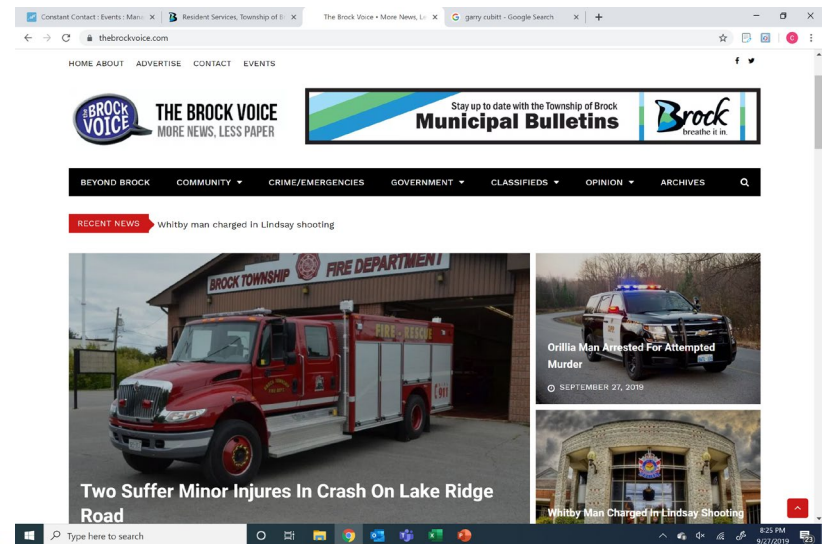 Constant Contact : Events : Mana
Resident Services, Township of B
The Brock Voice • More News, Le
garry cubitt - Google Search
thebrockvoice.com
HOME ABOUT ADVERTISE CONTACT EVENTS
THE BROCK VOICE
THE BROCK VOICE
MORE NEWS, LESS PAPER
Stay up to date with the Township of Brock
Municipal Bulletins
Brock
breathe it in.
BEYOND BROCK COMMUNITY CRIME/EMERGENCIES GOVERNMENT CLASSIFIEDS OPINION ARCHIVES
RECENT NEWS
Whitby man charged in Lindsay shooting
BROCK TOWNSHIP FIRE DEPARTMENT
FIRE - RESCUE
911
Two Suffer Minor Injures In Crash On Lake Ridge
Road
Orillia Man Arrested For Attempted
Murder
SEPTEMBER 27, 2019
Whitby Man Charged In Lindsay Shooting
Type here to search
8:25 PM
9/27/2019
23